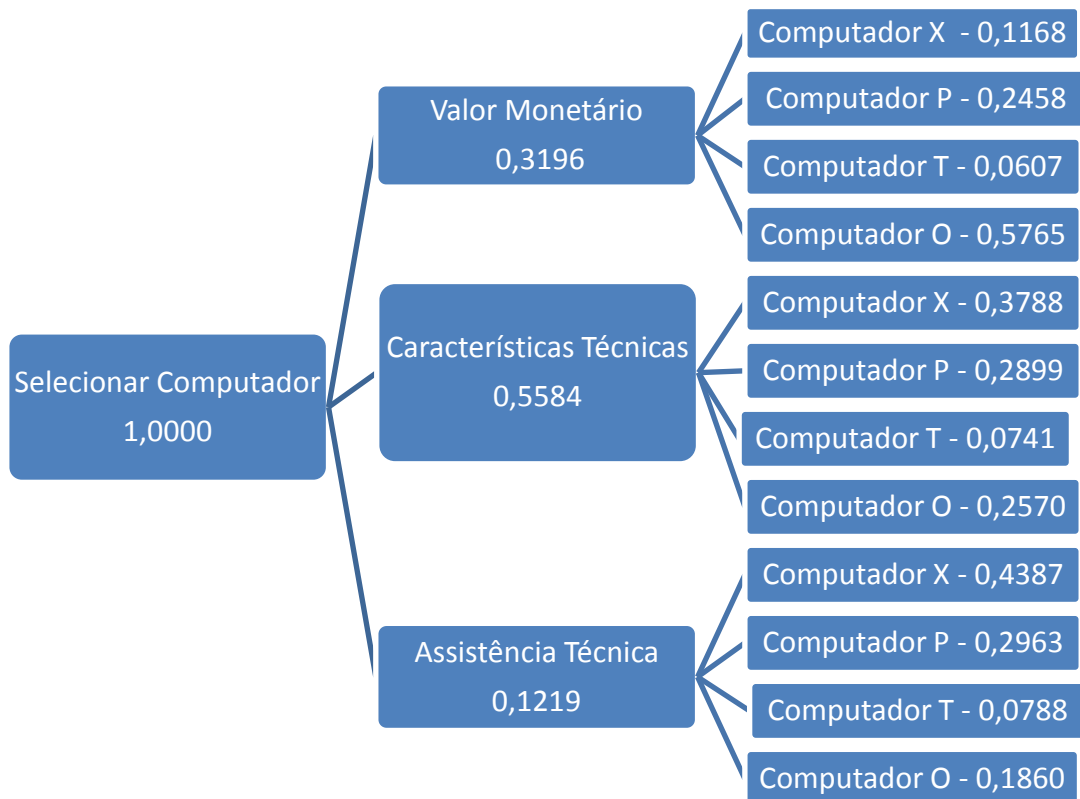 Selecionar Computador
1,0000
Valor Monetário
0,3196
Computador X - 0,1168
Computador P - 0,2458
Computador T - 0,0607
Computador O - 0,5765
Características Técnicas
0,5584
Computador X - 0,3788
Computador P - 0,2899
Computador T - 0,0741
Computador O - 0,2570
Assistência Técnica
0,1219
Computador X - 0,4387
Computador P - 0,2963
Computador T - 0,0788
Computador O - 0,1860